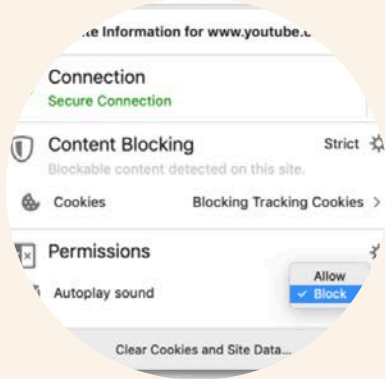 Information for www.youtube.
Connection
Secure Connection
Content Blocking
Strict
Blockable content detected on this site.
Cookies
Blocking Tracking Cookies >
Permissions
Allow
Autoplay sound
✓ Block
Clear Cookies and Site Data...